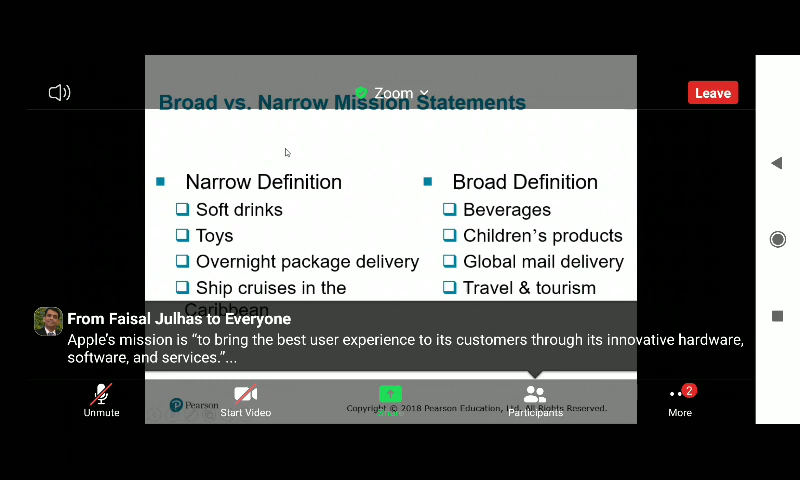 Zoom
Leave
Broad vs. Narrow Mission Statements
Narrow Definition
Soft drinks
Toys
Overnight package delivery
Ship cruises in the
Caribbean
Broad Definition
Beverages
Children's products
Global mail delivery
Travel & tourism
From Faisal Julhas to Everyone
Apple's mission is “to bring the best user experience to its customers through its innovative hardware,
software, and services.”...
Pearson
Copyright © 2018 Pearson Education, Ltd. All Rights Reserved.
Unmute
Start Video
Share
Participants
2
More